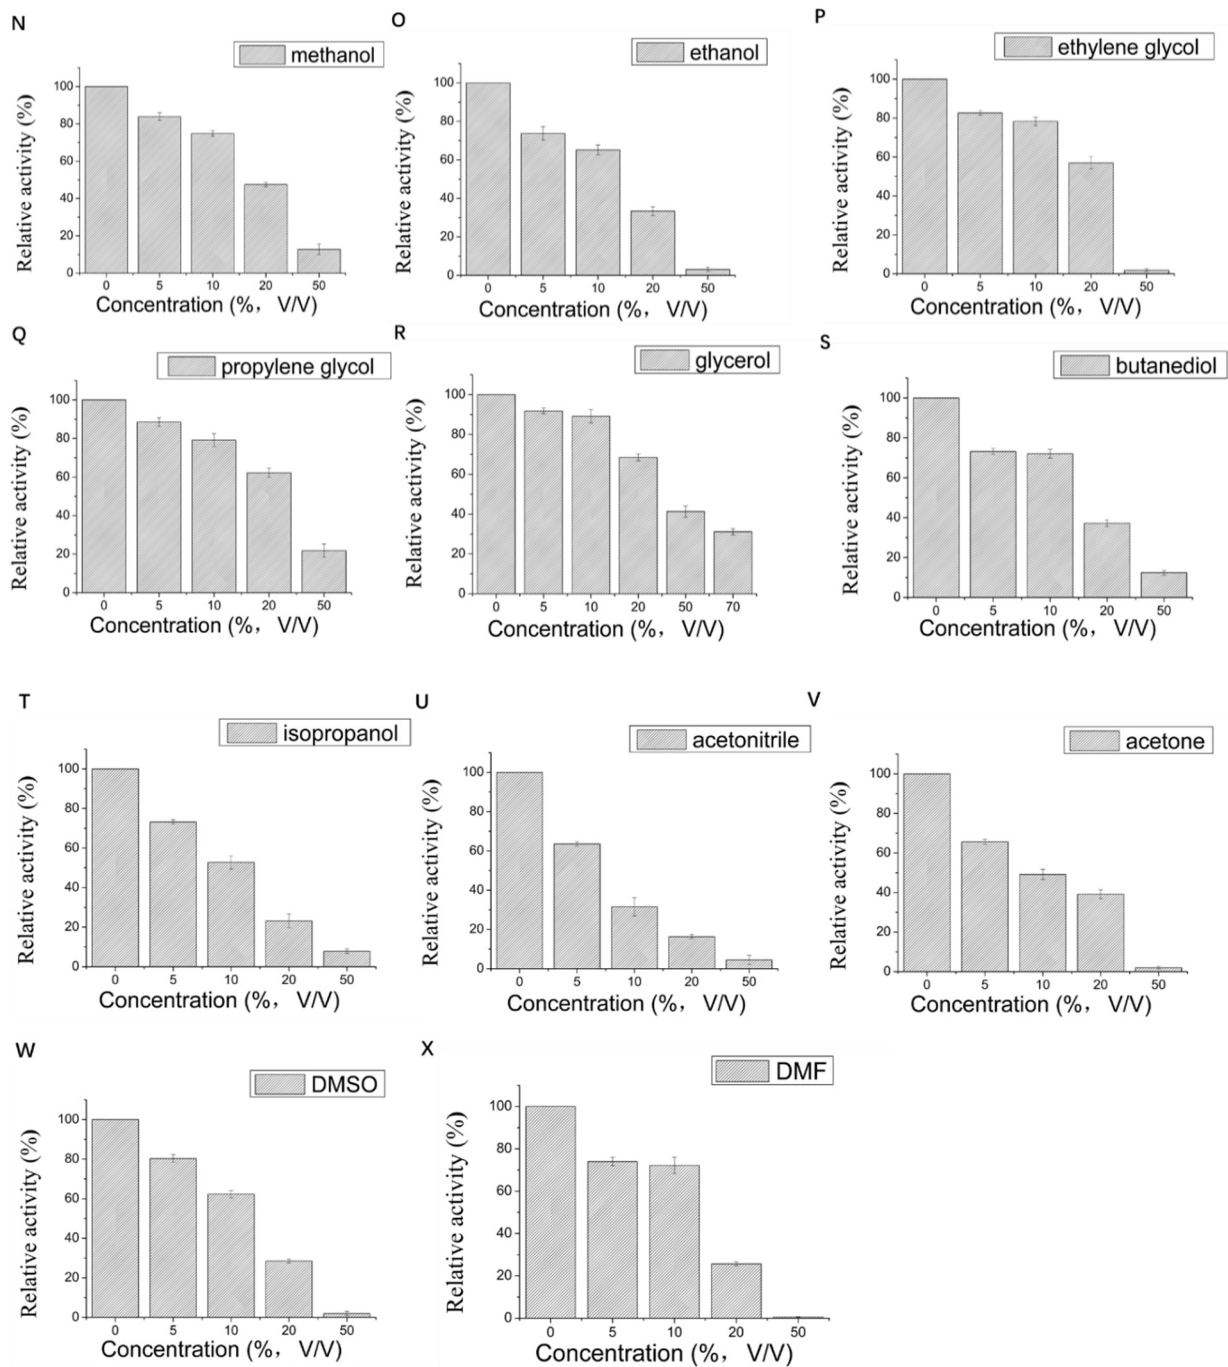 N
methanol
Relative activity (%)
100
80
60
40
20
0
0 5 10 20 50
Concentration (%, V/V)
O
ethanol
Relative activity (%)
100
80
60
40
20
0
0 5 10 20 50
Concentration (%, V/V)
P
ethylene glycol
Relative activity (%)
100
80
60
40
20
0
0 5 10 20 50
Concentration (%, V/V)
Q
propylene glycol
Relative activity (%)
100
80
60
40
20
0
0 5 10 20 50
Concentration (%, V/V)
R
glycerol
Relative activity (%)
100
80
60
40
20
0
0 5 10 20 50 70
Concentration (%, V/V)
S
butanediol
Relative activity (%)
100
80
60
40
20
0
0 5 10 20 50
Concentration (%, V/V)
T
isopropanol
Relative activity (%)
100
80
60
40
20
0
0 5 10 20 50
Concentration (%, V/V)
U
acetonitrile
Relative activity (%)
100
80
60
40
20
0
0 5 10 20 50
Concentration (%, V/V)
V
acetone
Relative activity (%)
100
80
60
40
20
0
0 5 10 20 50
Concentration (%, V/V)
W
DMSO
Relative activity (%)
100
80
60
40
20
0
0 5 10 20 50
Concentration (%, V/V)
X
DMF
Relative activity (%)
100
80
60
40
20
0
0 5 10 20 50
Concentration (%, V/V)